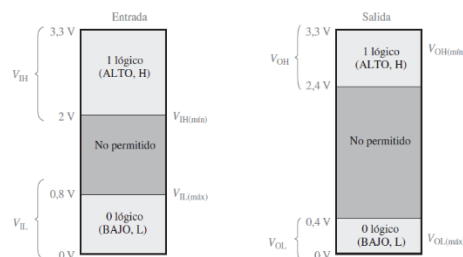 Entrada
3,3 V
1 lógico
(ALTO, H)
V_IH
2 V
V_IH(mín)
No permitido
0,8 V
V_IL(máx)
V_IL
0 lógico
(BAJO, L)
0 V
Salida
3,3 V
1 lógico
(ALTO, H)
V_OH
V_OH(mín
2,4 V
No permitido
0,4 V
0 lógico
(BAJO, L)
V_OL
V_OL(máx
0 V